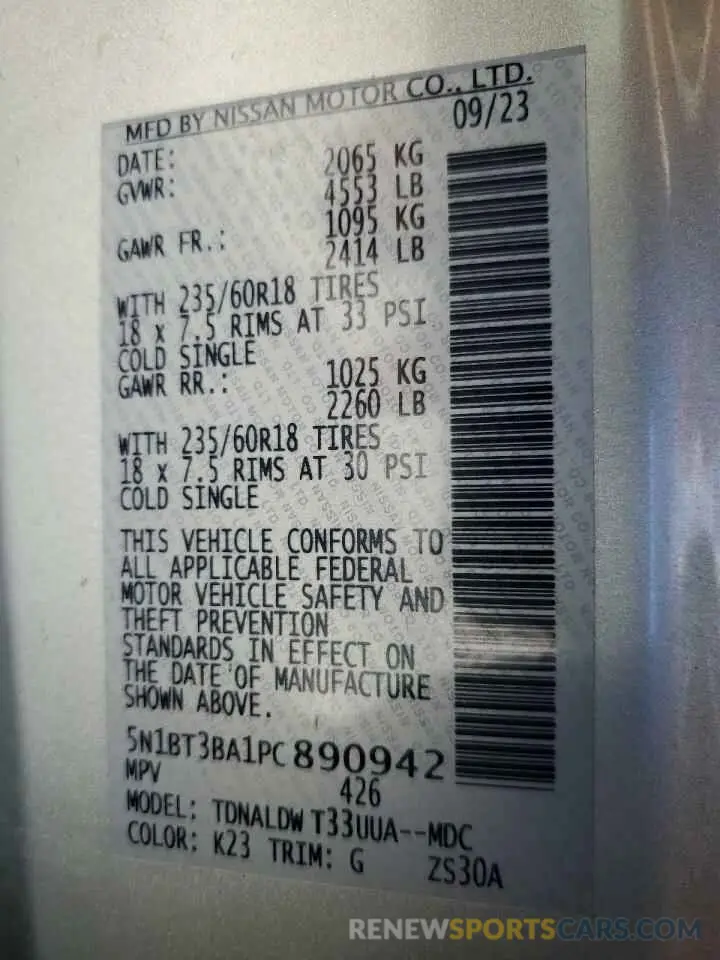 MFD BY NISSAN MOTOR CO., LTD.
09/23
DATE:
GVWR: 2065 KG
4553 LB
GAWR FR.: 1095 KG
2414 LB
WITH 235/60R18 TIRES
18 x 7.5 RIMS AT 33 PSI
COLD SINGLE
GAWR RR.: 1025 KG
2260 LB
WITH 235/60R18 TIRES
18 x 7.5 RIMS AT 30 PSI
COLD SINGLE
THIS VEHICLE CONFORMS TO
ALL APPLICABLE FEDERAL
MOTOR VEHICLE SAFETY AND
THEFT PREVENTION
STANDARDS IN EFFECT ON
THE DATE OF MANUFACTURE
SHOWN ABOVE.
5N1BT3BA1PC890942
MPV 426
MODEL: TDNALDW T33UUA--MDC
COLOR: K23 TRIM: G ZS30A
RENEWSPORTSCARS.COM